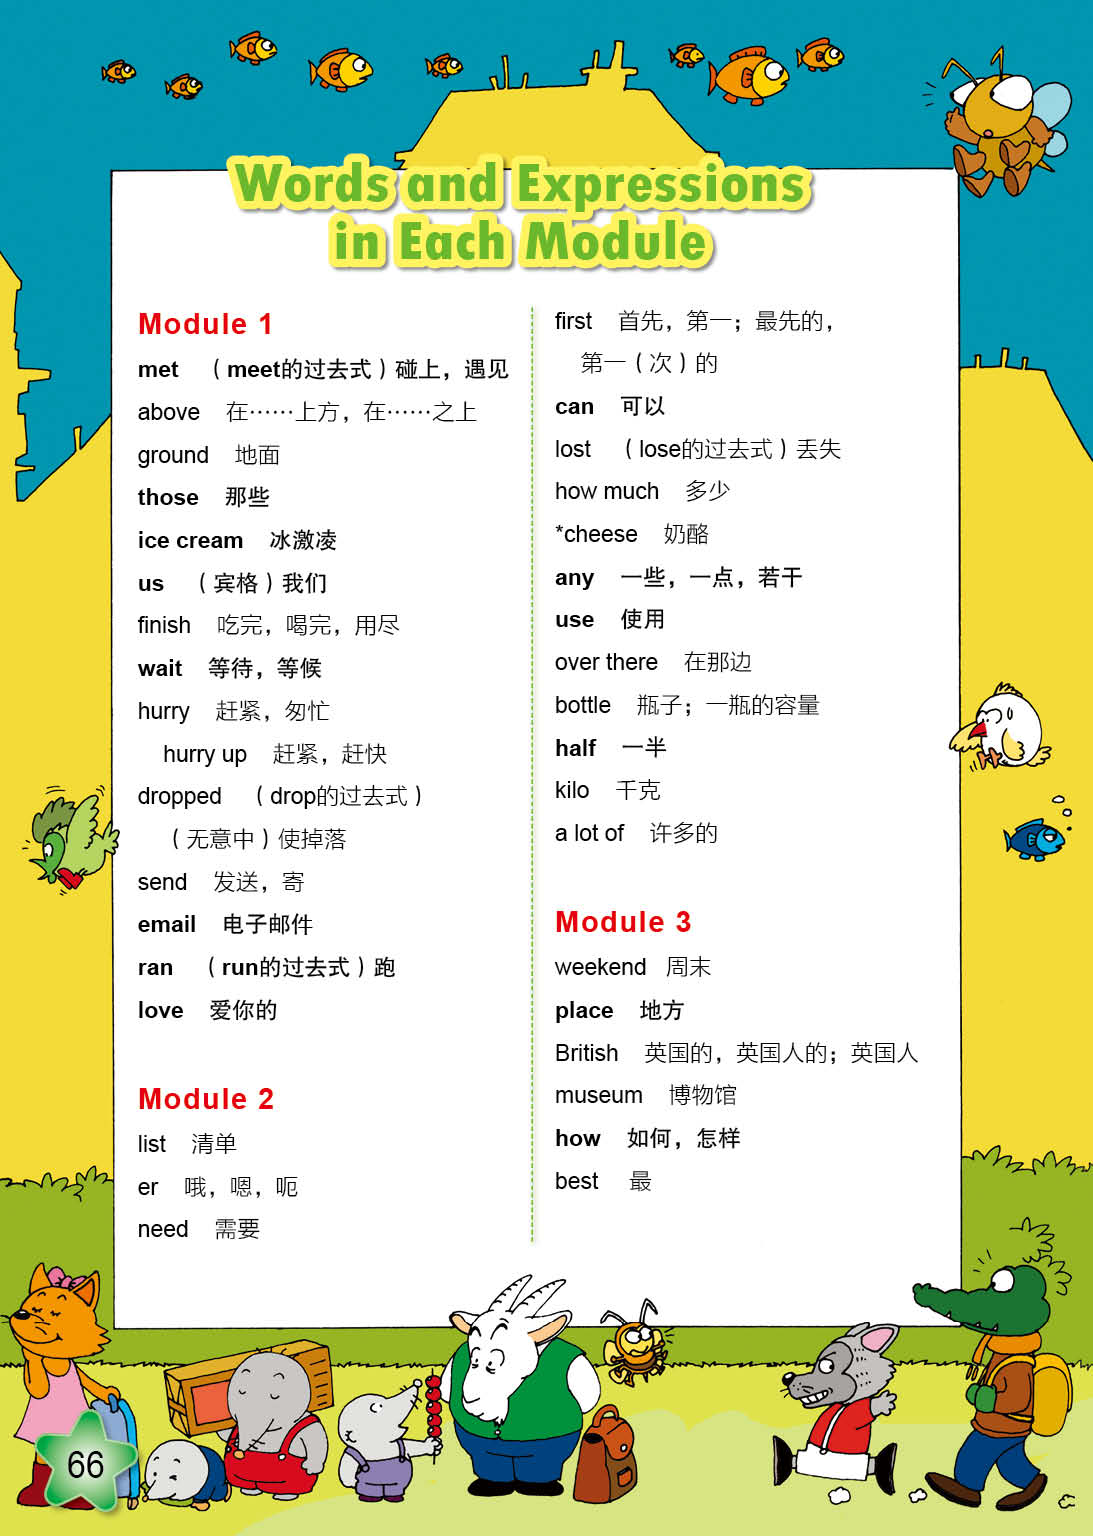 Words and Expressions
in Each Module
Module 1
met （meet的过去式）碰上，遇见
above 在……上方，在……之上
ground 地面
those 那些
ice cream 冰激凌
us （宾格）我们
finish 吃完，喝完，用尽
wait 等待，等候
hurry 赶紧，匆忙
hurry up 赶紧，赶快
dropped （drop的过去式）
（无意中）使掉落
send 发送，寄
email 电子邮件
ran （run的过去式）跑
love 爱你的
Module 2
list 清单
er 哦，嗯，呃
need 需要
first 首先，第一；最先的，
第一（次）的
can 可以
lost （lose的过去式）丢失
how much 多少
*cheese 奶酪
any 一些，一点，若干
use 使用
over there 在那边
bottle 瓶子；一瓶的容量
half 一半
kilo 千克
a lot of 许多的
Module 3
weekend 周末
place 地方
British 英国的，英国人的；英国人
museum 博物馆
how 如何，怎样
best 最
66